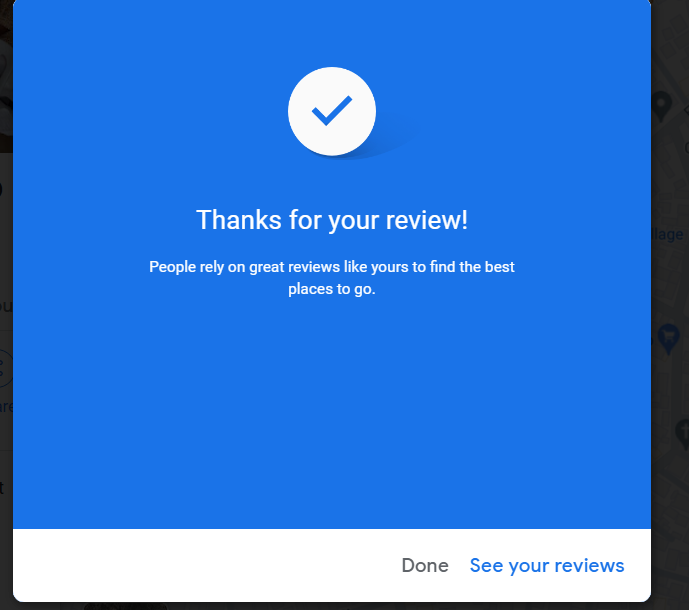 Thanks for your review!
People rely on great reviews like yours to find the best
places to go.
Done See your reviews